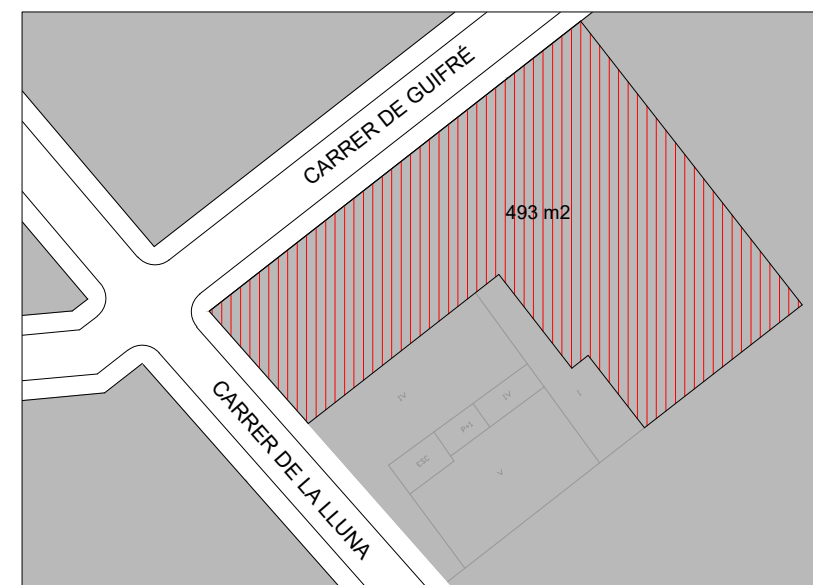 CARRER DE GUIFRÉ
493 m2
IV
IV
P+1
I
ESC
V
CARRER DE LA LLUNA